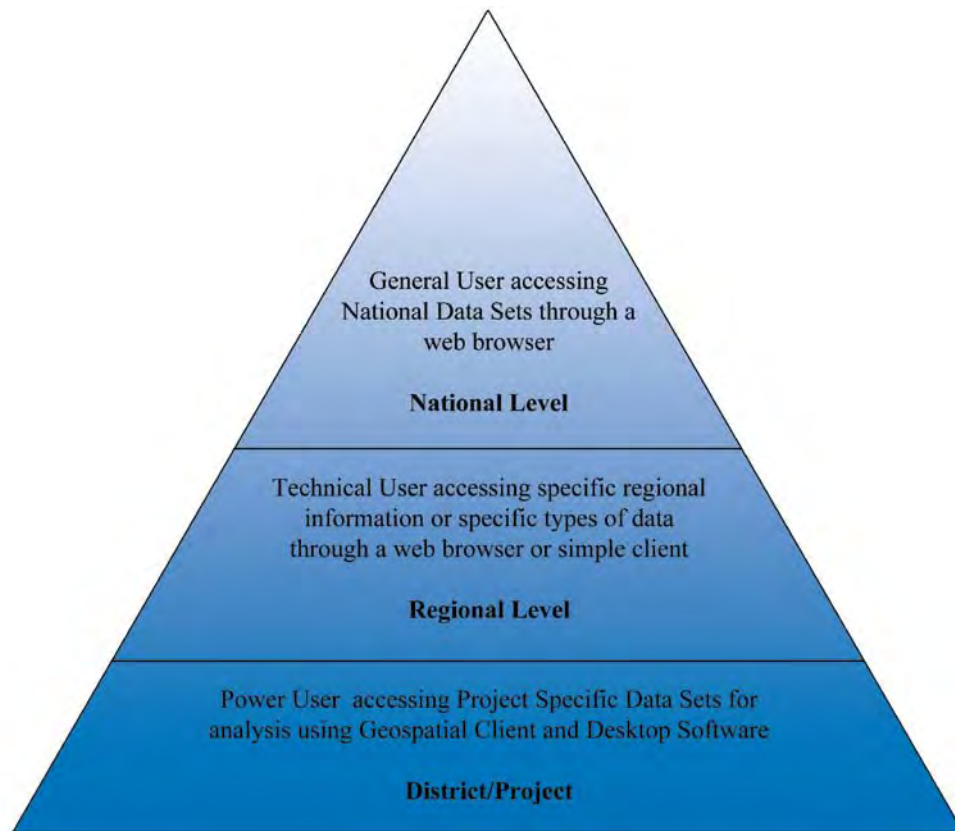 General User accessing
National Data Sets through a
web browser
National Level
Technical User accessing specific regional
information or specific types of data
through a web browser or simple client
Regional Level
Power User accessing Project Specific Data Sets for
analysis using Geospatial Client and Desktop Software
District/Project